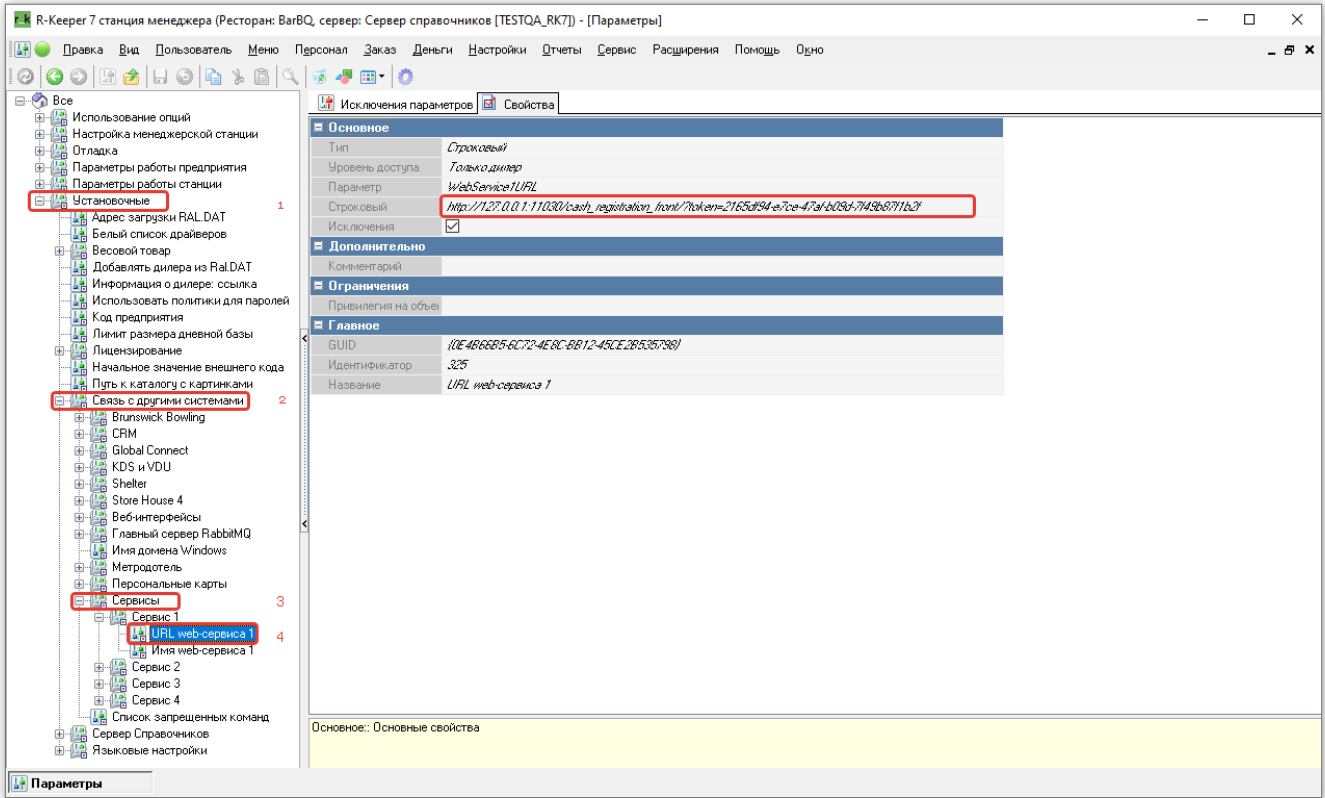 R-Keeper 7 станция менеджера (Ресторан: BarBQ, сервер: Сервер справочников [TESTQA_RK7]) - [Параметры]
Правка Вид Пользователь Меню Персонал Заказ Деньги Настройки Отчеты Сервис Расширения Помощь Окно
Все
Использование опций
Настройка менеджерской станции
Отладка
Параметры работы предприятия
Параметры работы станции
Установочные 1
Адрес загрузки RAL.DAT
Белый список драйверов
Весовой товар
Добавлять дилера из Ral.DAT
Информация о дилере: ссылка
Использовать политики для паролей
Код предприятия
Лимит размера дневной базы
Лицензирование
Начальное значение внешнего кода
Путь к каталогу с картинками
Связь с другими системами 2
Brunswick Bowling
CRM
Global Connect
KDS и VDU
Shelter
Store House 4
Веб-интерфейсы
Главный сервер RabbitMQ
Имя домена Windows
Метродотель
Персональные карты
Сервисы 3
Сервис 1
URL web-сервиса 1 4
Имя web-сервиса 1
Сервис 2
Сервис 3
Сервис 4
Список запрещенных команд
Сервер Справочников
Языковые настройки
Исключения параметров Свойства
Основное
Тип Строковый
Уровень доступа Только дилер
Параметр WebService1URL
Строковый http://127.0.0.1:11030/cash_registration_front/?token=2165df94-e7ce-47af-b09d-7f49b87f1b2f
Исключения
Дополнительно
Комментарий
Ограничения
Привилегия на объе
Главное
GUID {0E4B66B5-6C72-4E8C-BB12-45CE2B535798}
Идентификатор 325
Название URL web-сервиса 1
Основное:: Основные свойства
Параметры